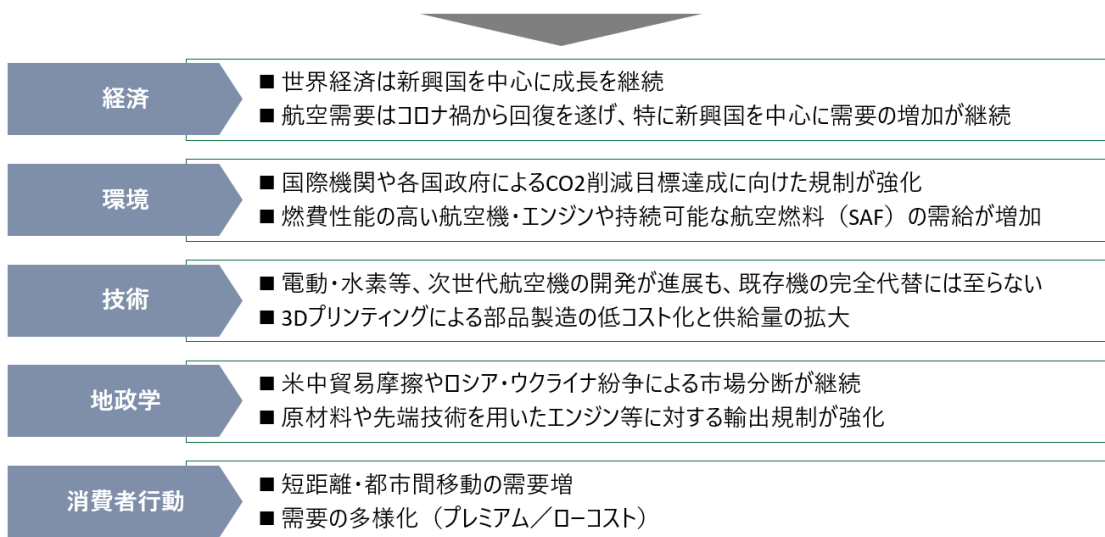 経済
■ 世界経済は新興国を中心に成長を継続
■ 航空需要はコロナ禍から回復を遂げ、特に新興国を中心に需要の増加が継続
環境
■ 国際機関や各国政府によるCO2削減目標達成に向けた規制が強化
■ 燃費性能の高い航空機・エンジンや持続可能な航空燃料（SAF）の需給が増加
技術
■ 電動・水素等、次世代航空機の開発が進展も、既存機の完全代替には至らない
■ 3Dプリンティングによる部品製造の低コスト化と供給量の拡大
地政学
■ 米中貿易摩擦やロシア・ウクライナ紛争による市場分断が継続
■ 原材料や先端技術を用いたエンジン等に対する輸出規制が強化
消費者行動
■ 短距離・都市間移動の需要増
■ 需要の多様化（プレミアム／ローコスト）